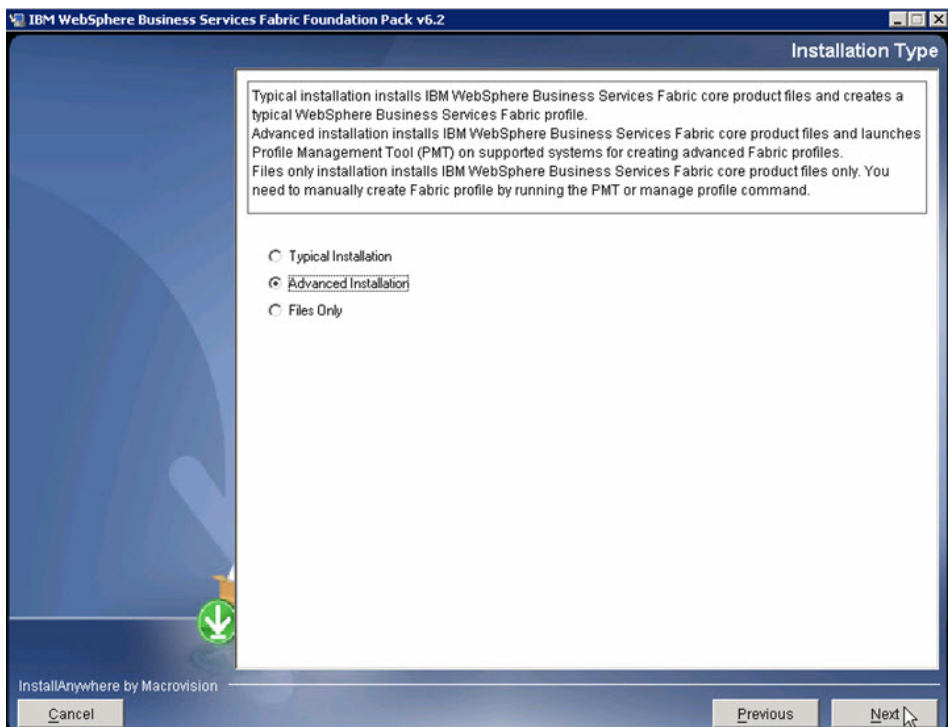 IBM WebSphere Business Services Fabric Foundation Pack v6.2
Installation Type
Typical installation installs IBM WebSphere Business Services Fabric core product files and creates a
typical WebSphere Business Services Fabric profile.
Advanced installation installs IBM WebSphere Business Services Fabric core product files and launches
Profile Management Tool (PMT) on supported systems for creating advanced Fabric profiles.
Files only installation installs IBM WebSphere Business Services Fabric core product files only. You
need to manually create Fabric profile by running the PMT or manage profile command.
Typical Installation
Advanced Installation
Files Only
InstallAnywhere by Macrovision
Cancel
Previous
Next